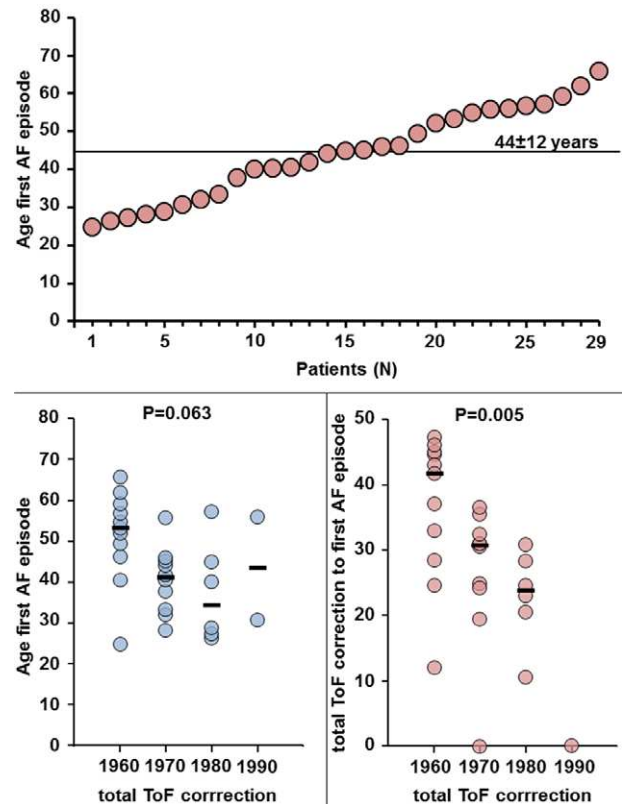 80
70
60
50
40
30
20
10
0
Age first AF episode
44±12 years
1
5
10
15
20
25
29
Patients (N)
P=0.063
80
70
60
50
40
30
20
10
0
Age first AF episode
1960 1970 1980 1990
total ToF corrrection
P=0.005
50
40
30
20
10
0
total ToF correction to first AF episode
1960 1970 1980 1990
total ToF corrrection